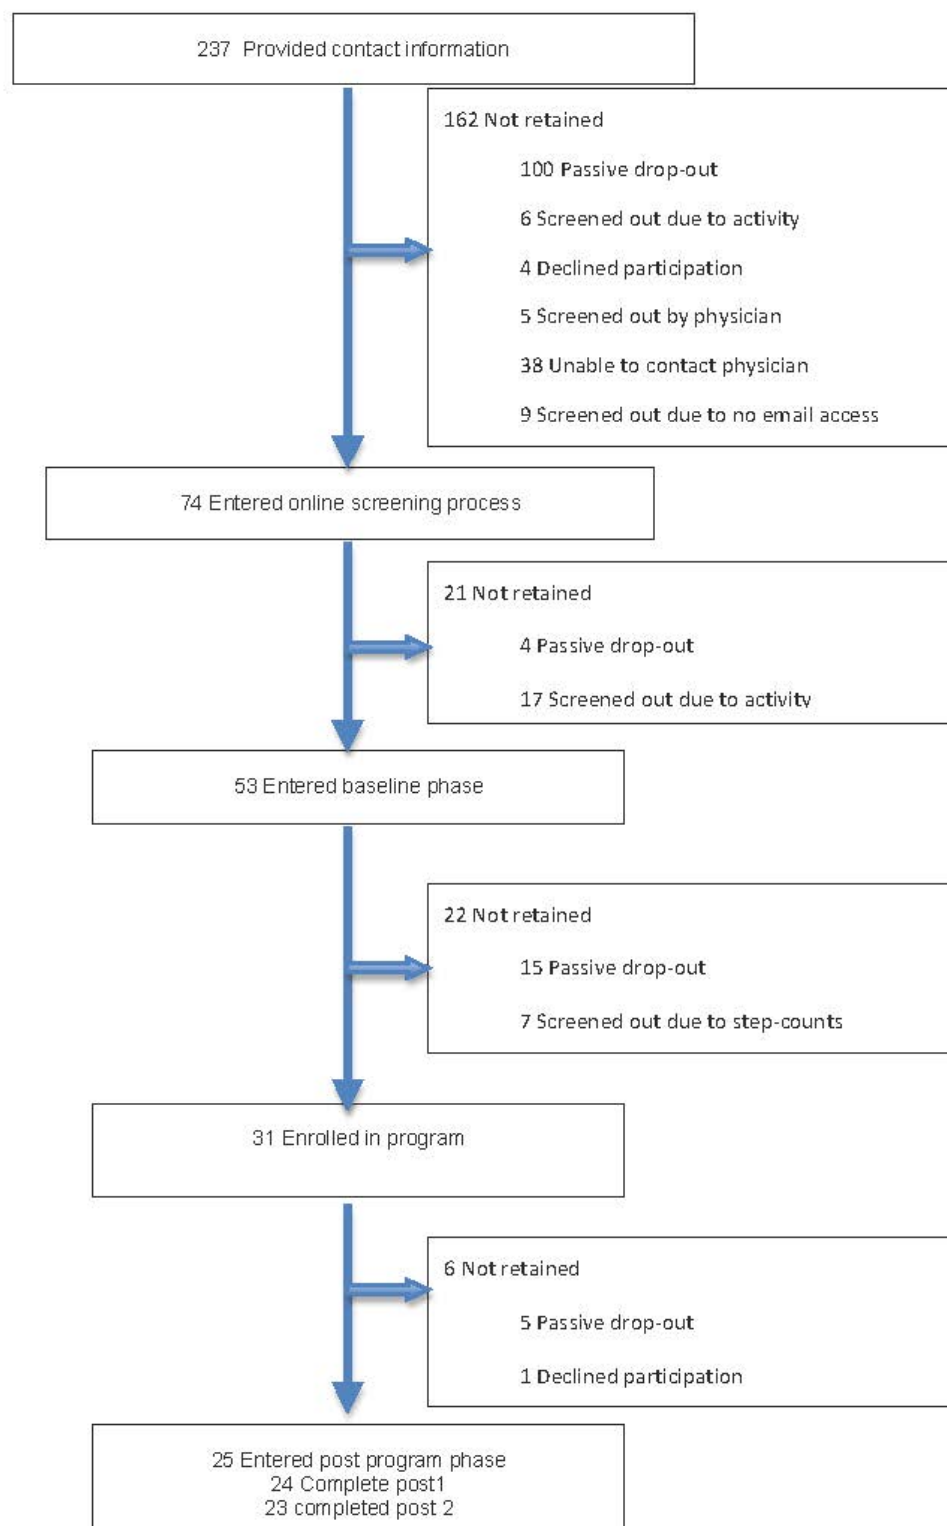 237 Provided contact information
162 Not retained
100 Passive drop-out
6 Screened out due to activity
4 Declined participation
5 Screened out by physician
38 Unable to contact physician
9 Screened out due to no email access
74 Entered online screening process
21 Not retained
4 Passive drop-out
17 Screened out due to activity
53 Entered baseline phase
22 Not retained
15 Passive drop-out
7 Screened out due to step-counts
31 Enrolled in program
6 Not retained
5 Passive drop-out
1 Declined participation
25 Entered post program phase
24 Complete post1
23 completed post 2